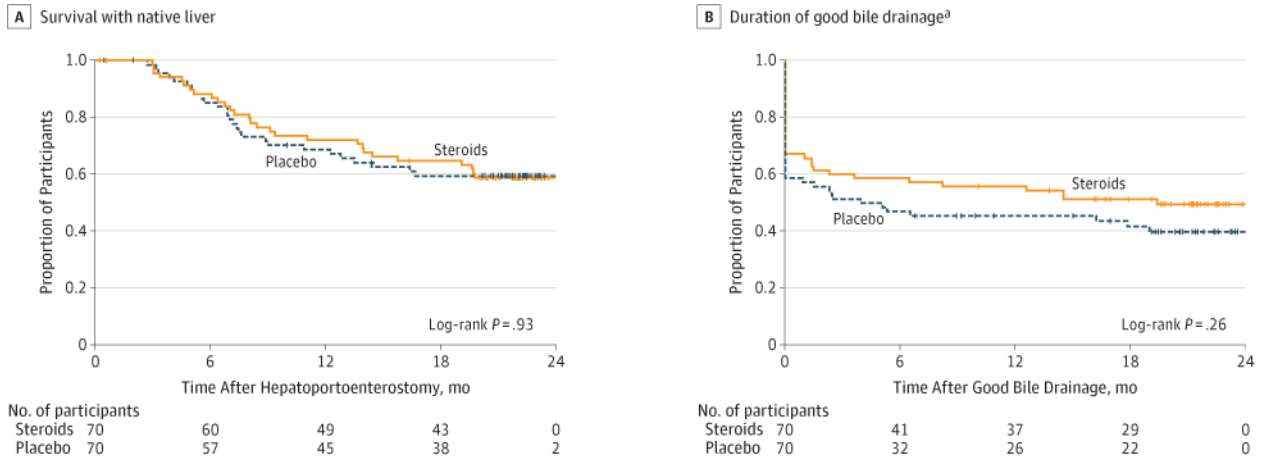 A Survival with native liver
1.0
0.8
0.6
0.4
0.2
0
Proportion of Participants
Steroids
Placebo
Log-rank P = .93
0 6 12 18 24
Time After Hepatoportoenterostomy, mo
No. of participants
Steroids 70 60 49 43 0
Placebo 70 57 45 38 2
B Duration of good bile drainageª
1.0
0.8
0.6
0.4
0.2
0
Proportion of Participants
Steroids
Placebo
Log-rank P = .26
0 6 12 18 24
Time After Good Bile Drainage, mo
No. of participants
Steroids 70 41 37 29 0
Placebo 70 32 26 22 0